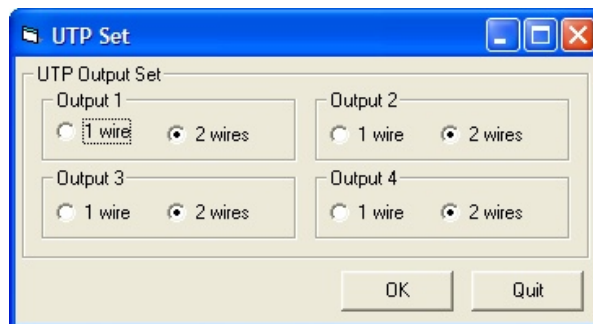 UTP Set
UTP Output Set
Output 1
1 wire
2 wires
Output 2
1 wire
2 wires
Output 3
1 wire
2 wires
Output 4
1 wire
2 wires
OK
Quit